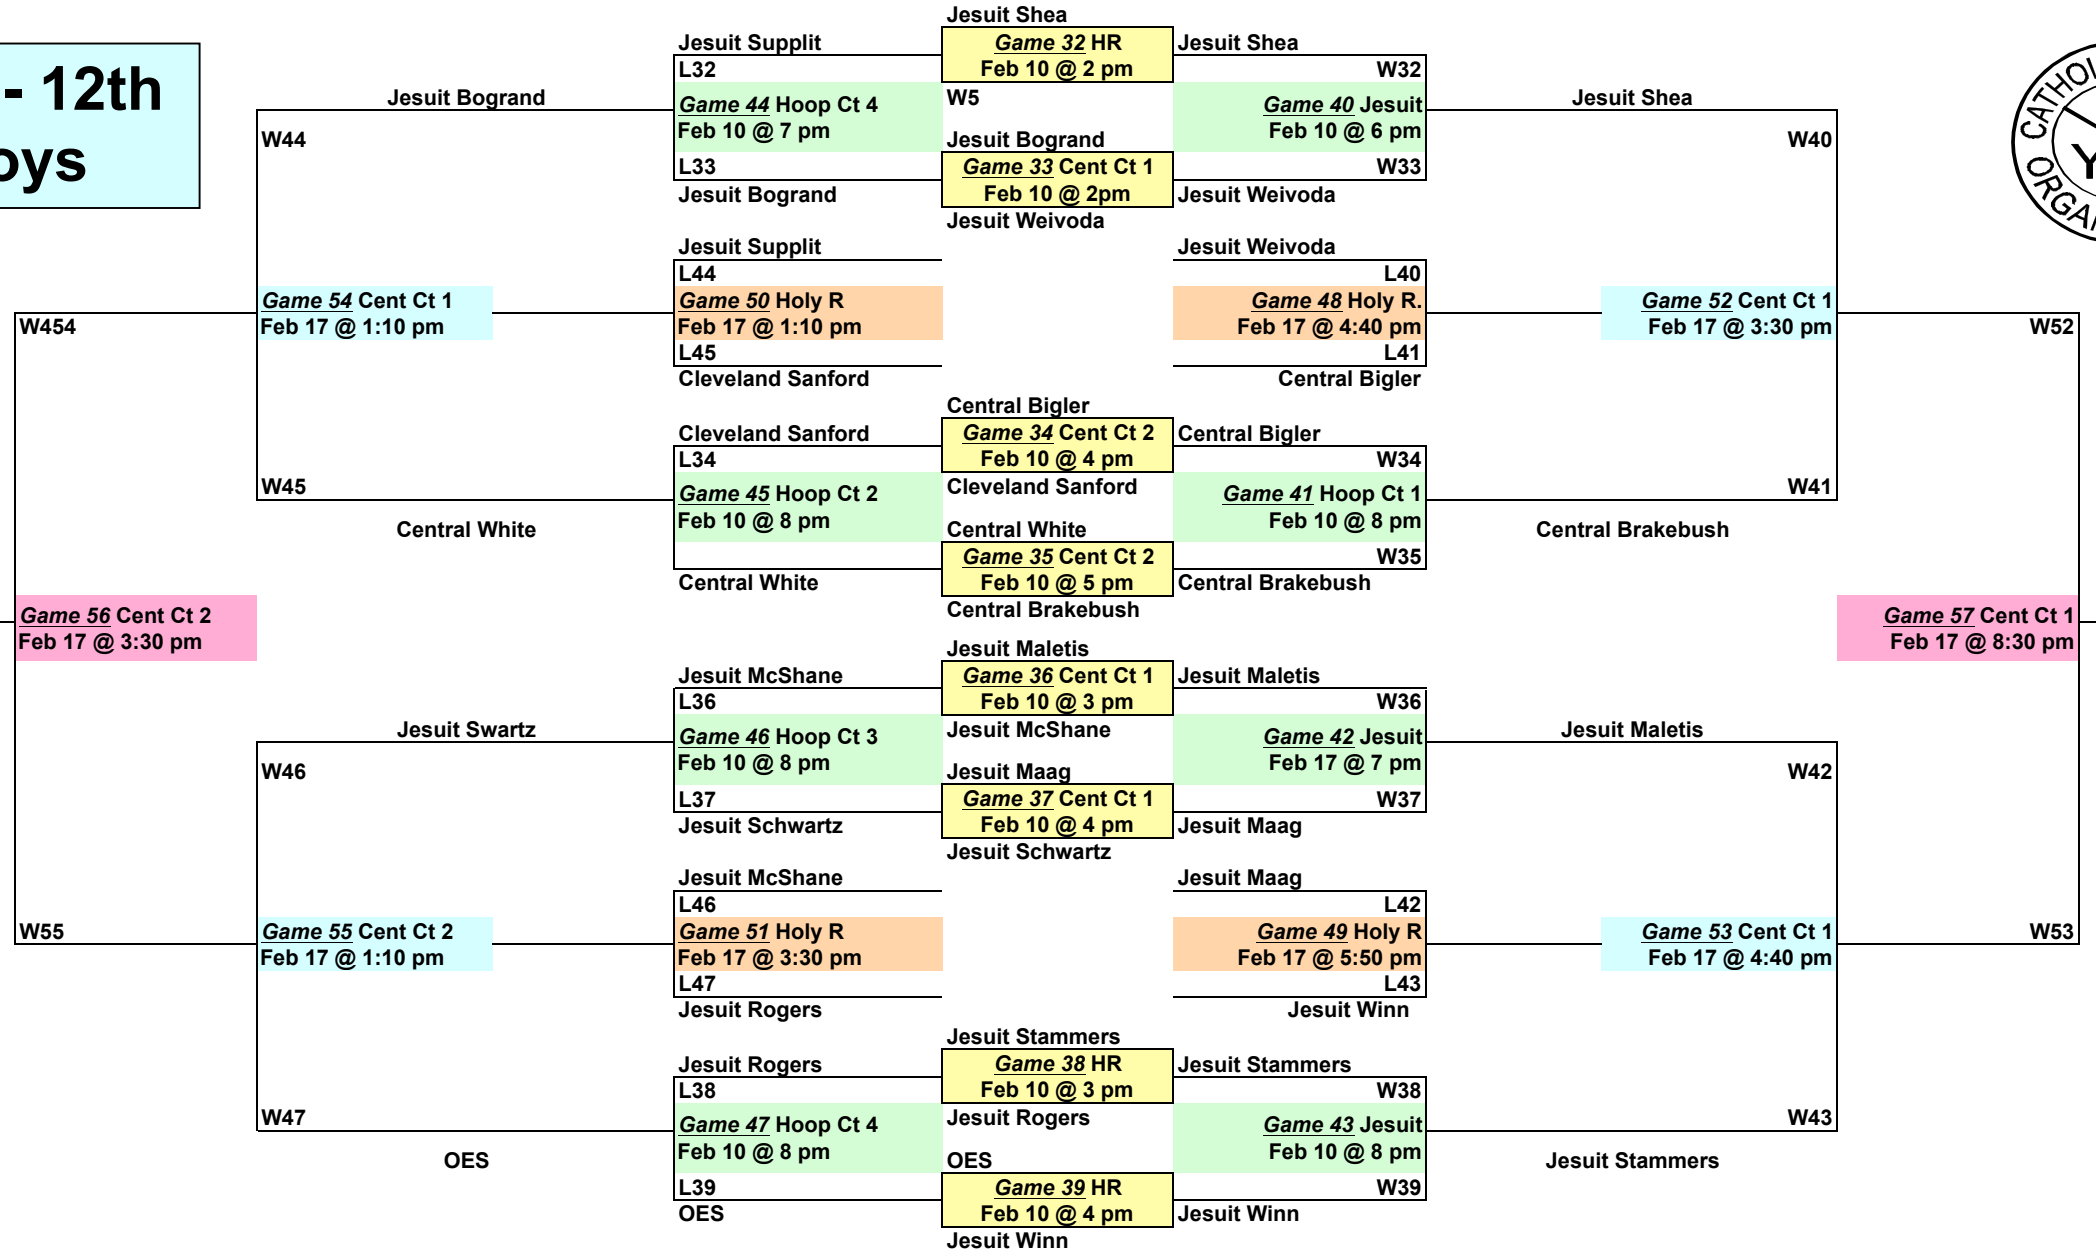 - 12th
oys
CATHOL
ORGAN
Y
Jesuit Bogrand
W44
Game 54 Cent Ct 1
Feb 17 @ 1:10 pm
W454
W45
Central White
Game 56 Cent Ct 2
Feb 17 @ 3:30 pm
Jesuit Swartz
W46
W55
Game 55 Cent Ct 2
Feb 17 @ 1:10 pm
W47
OES
Jesuit Supplit
L32
Game 44 Hoop Ct 4
Feb 10 @ 7 pm
L33
Jesuit Bogrand
Jesuit Supplit
L44
Game 50 Holy R
Feb 17 @ 1:10 pm
L45
Cleveland Sanford
Cleveland Sanford
L34
Game 45 Hoop Ct 2
Feb 10 @ 8 pm
Central White
Jesuit McShane
L36
Game 46 Hoop Ct 3
Feb 10 @ 8 pm
L37
Jesuit Schwartz
Jesuit McShane
L46
Game 51 Holy R
Feb 17 @ 3:30 pm
L47
Jesuit Rogers
Jesuit Rogers
L38
Game 47 Hoop Ct 4
Feb 10 @ 8 pm
L39
OES
Jesuit Shea
Game 32 HR
Feb 10 @ 2 pm
W5
Jesuit Bogrand
Game 33 Cent Ct 1
Feb 10 @ 2pm
Jesuit Weivoda
Central Bigler
Game 34 Cent Ct 2
Feb 10 @ 4 pm
Cleveland Sanford
Central White
Game 35 Cent Ct 2
Feb 10 @ 5 pm
Central Brakebush
Jesuit Maletis
Game 36 Cent Ct 1
Feb 10 @ 3 pm
Jesuit McShane
Jesuit Maag
Game 37 Cent Ct 1
Feb 10 @ 4 pm
Jesuit Schwartz
Jesuit Stammers
Game 38 HR
Feb 10 @ 3 pm
Jesuit Rogers
OES
Game 39 HR
Feb 10 @ 4 pm
Jesuit Winn
Jesuit Shea
W32
Game 40 Jesuit
Feb 10 @ 6 pm
W33
Jesuit Weivoda
Jesuit Weivoda
L40
Game 48 Holy R.
Feb 17 @ 4:40 pm
L41
Central Bigler
Central Bigler
W34
Game 41 Hoop Ct 1
Feb 10 @ 8 pm
W35
Central Brakebush
Jesuit Maletis
W36
Game 42 Jesuit
Feb 17 @ 7 pm
W37
Jesuit Maag
Jesuit Maag
L42
Game 49 Holy R
Feb 17 @ 5:50 pm
L43
Jesuit Winn
Jesuit Stammers
W38
Game 43 Jesuit
Feb 10 @ 8 pm
W39
Jesuit Winn
Jesuit Shea
W40
Game 52 Cent Ct 1
Feb 17 @ 3:30 pm
W52
W41
Central Brakebush
Game 57 Cent Ct 1
Feb 17 @ 8:30 pm
Jesuit Maletis
W42
Game 53 Cent Ct 1
Feb 17 @ 4:40 pm
W53
W43
Jesuit Stammers